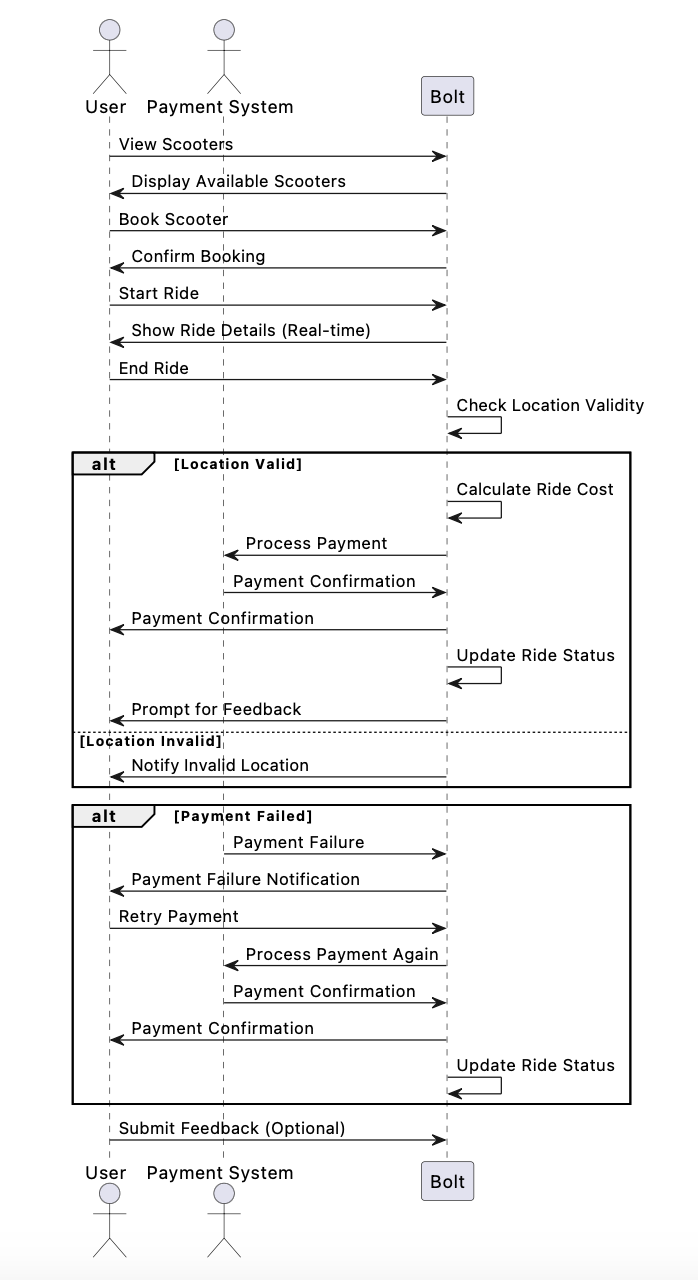 User
Payment System
Bolt
View Scooters
Display Available Scooters
Book Scooter
Confirm Booking
Start Ride
Show Ride Details (Real-time)
End Ride
Check Location Validity
alt [Location Valid]
Calculate Ride Cost
Process Payment
Payment Confirmation
Payment Confirmation
Update Ride Status
Prompt for Feedback
[Location Invalid]
Notify Invalid Location
alt [Payment Failed]
Payment Failure
Payment Failure Notification
Retry Payment
Process Payment Again
Payment Confirmation
Payment Confirmation
Update Ride Status
Submit Feedback (Optional)
User
Payment System
Bolt